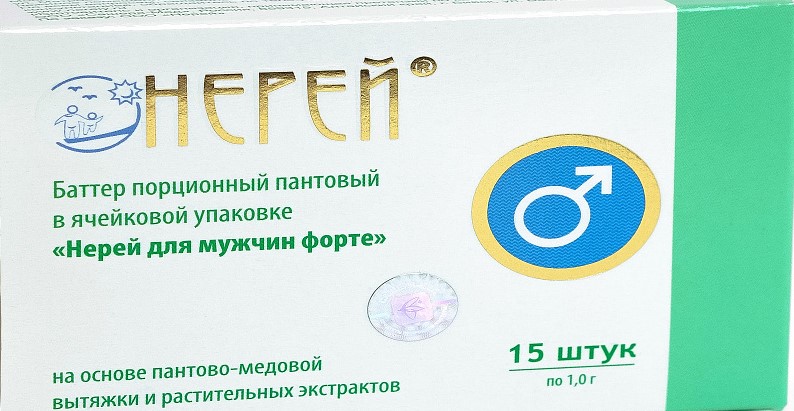 НЕРЕЙ®
Баттер порционный пантовый
в ячейковой упаковке
«Нерей для мужчин форте»
15 штук
по 1,0 г
на основе пантово-медовой
вытяжки и растительных экстрактов